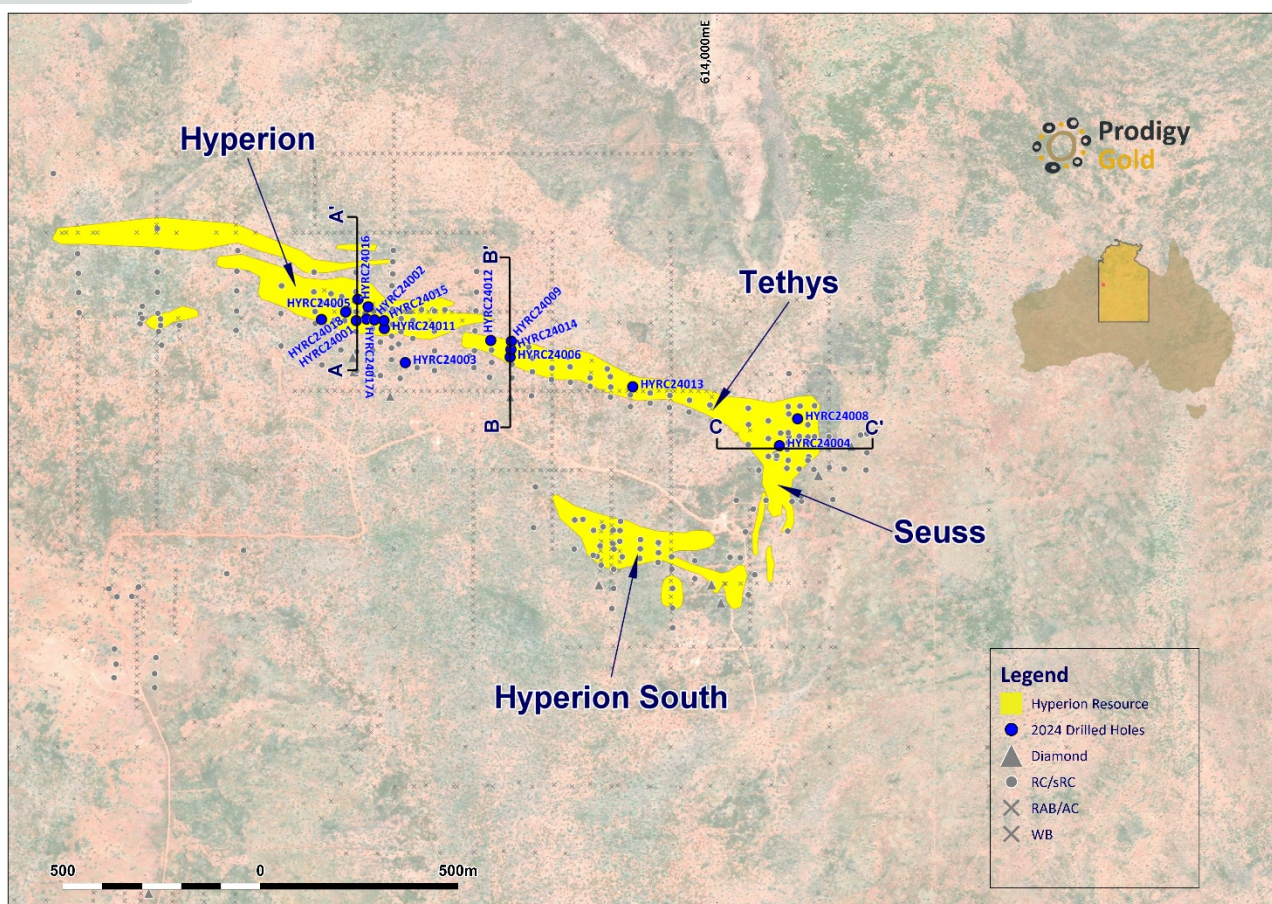 614,000mE
Prodigy
Gold
Hyperion
A'
HYRC24016
HYRC24002
HYRC24015
HYRC24005
HYRC24018
HYRC24001
HYRC24017A
HYRC24011
HYRC24003
A
B'
HYRC24012
HYRC24009
HYRC24014
HYRC24006
B
Tethys
HYRC24013
HYRC24008
C
C'
HYRC24004
Seuss
Hyperion South
Legend
Hyperion Resource
2024 Drilled Holes
Diamond
RC/sRC
RAB/AC
WB
500 0 500m